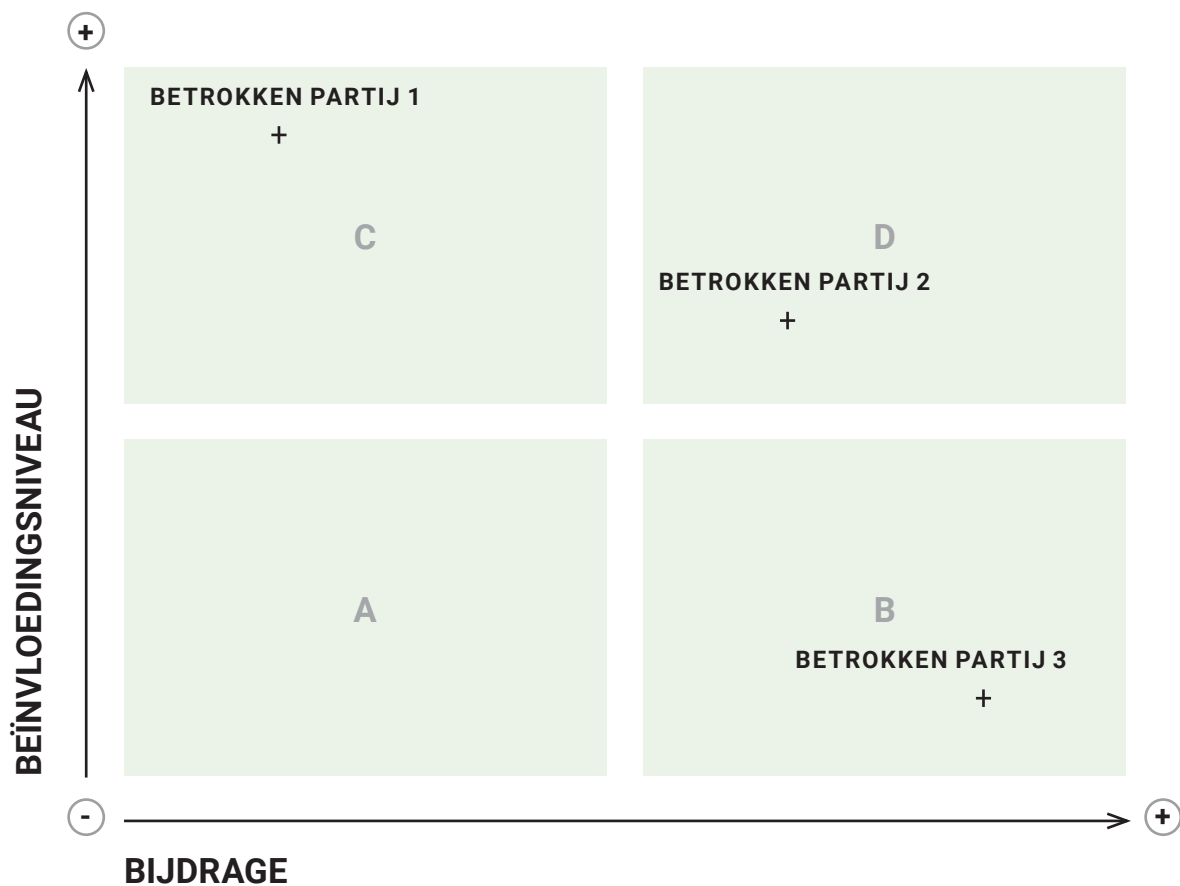 +
BETROKKEN PARTIJ 1
+
C
D
BETROKKEN PARTIJ 2
+
BEÏNVLOEDINGSNIVEAU
A
B
BETROKKEN PARTIJ 3
+
-
+
BIJDRAGE